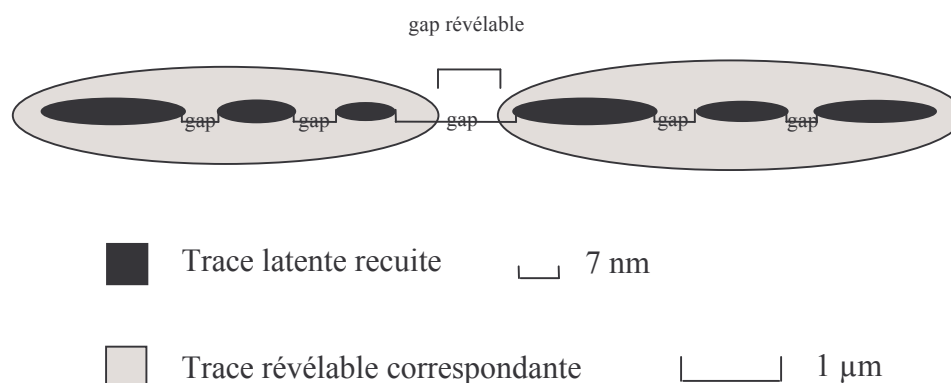 gap révélable
gap gap gap gap gap
Trace latente recuite 7 nm
Trace révélable correspondante 1 µm